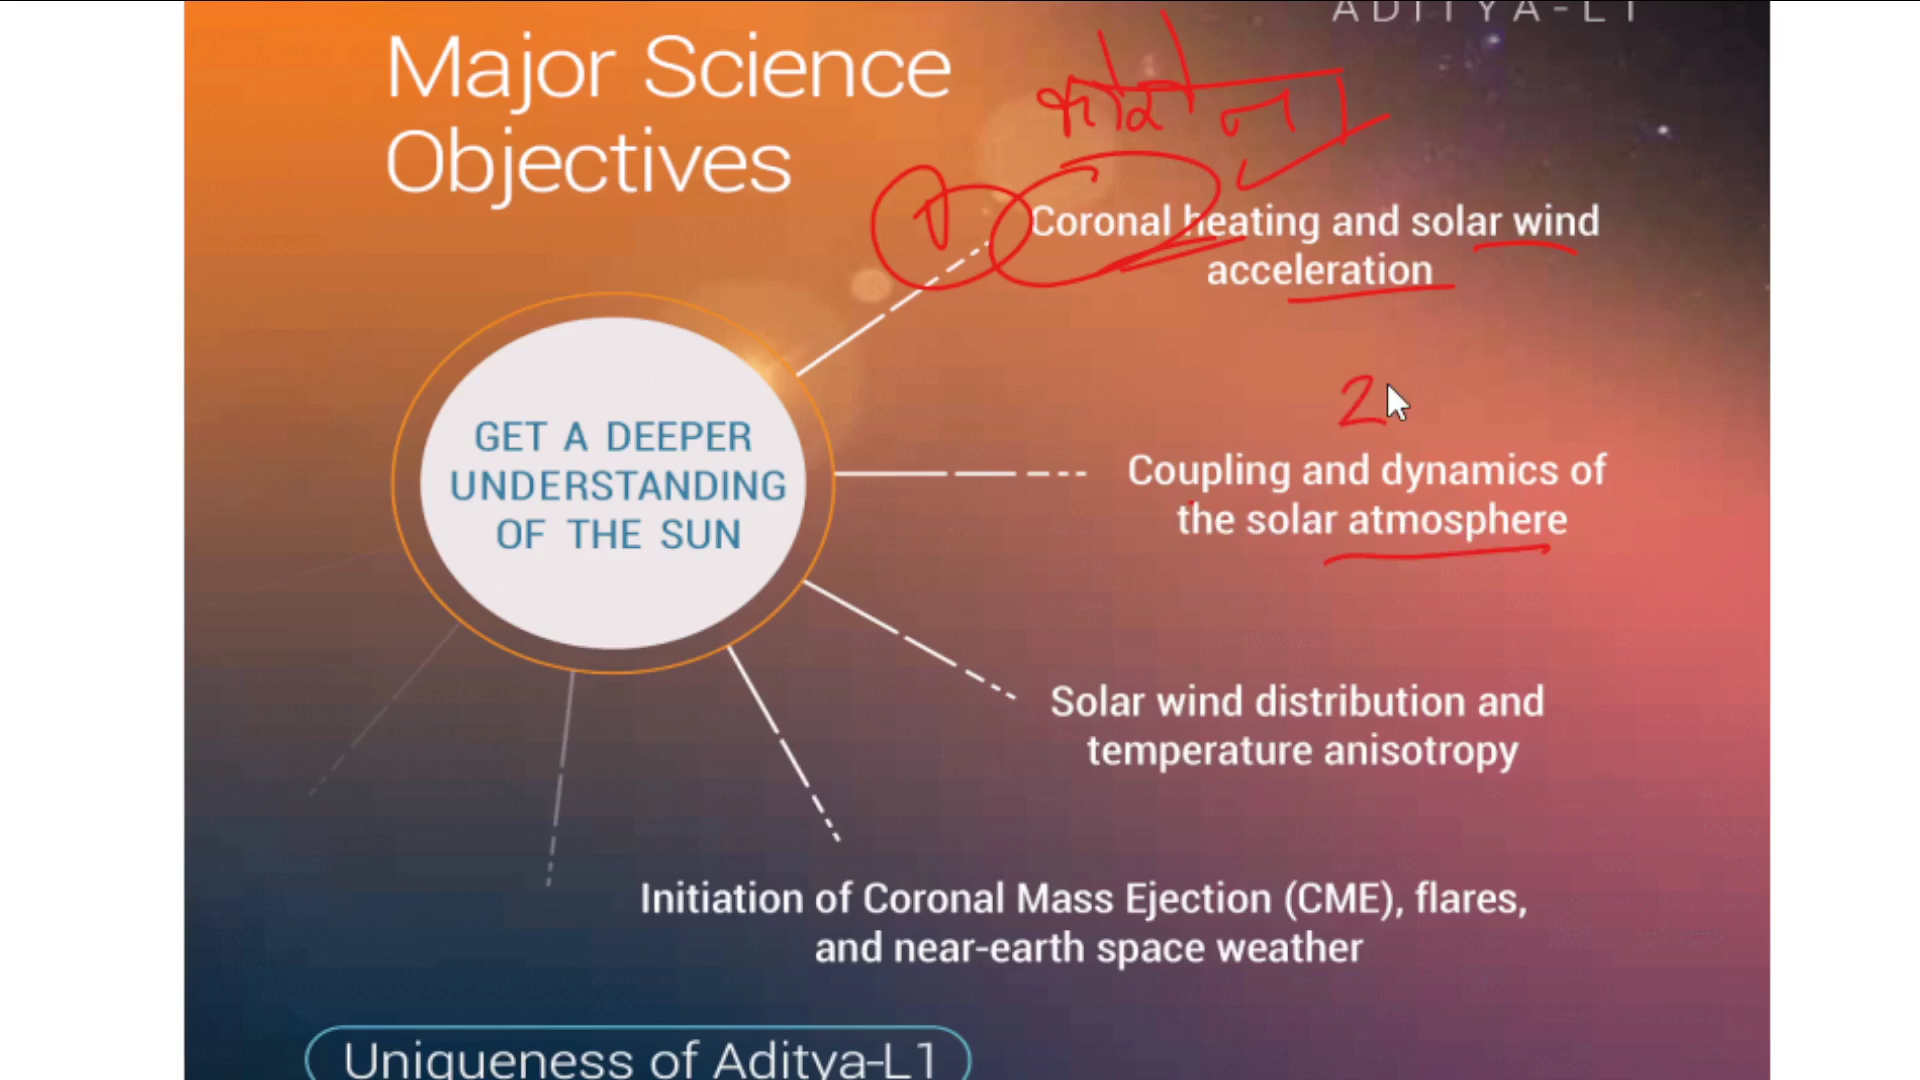 ADITYA-L1
Major Science
Objectives
Coronal heating and solar wind
acceleration
2
GET A DEEPER
UNDERSTANDING
OF THE SUN
Coupling and dynamics of
the solar atmosphere
Solar wind distribution and
temperature anisotropy
Initiation of Coronal Mass Ejection (CME), flares,
and near-earth space weather
Uniqueness of Aditya-L1